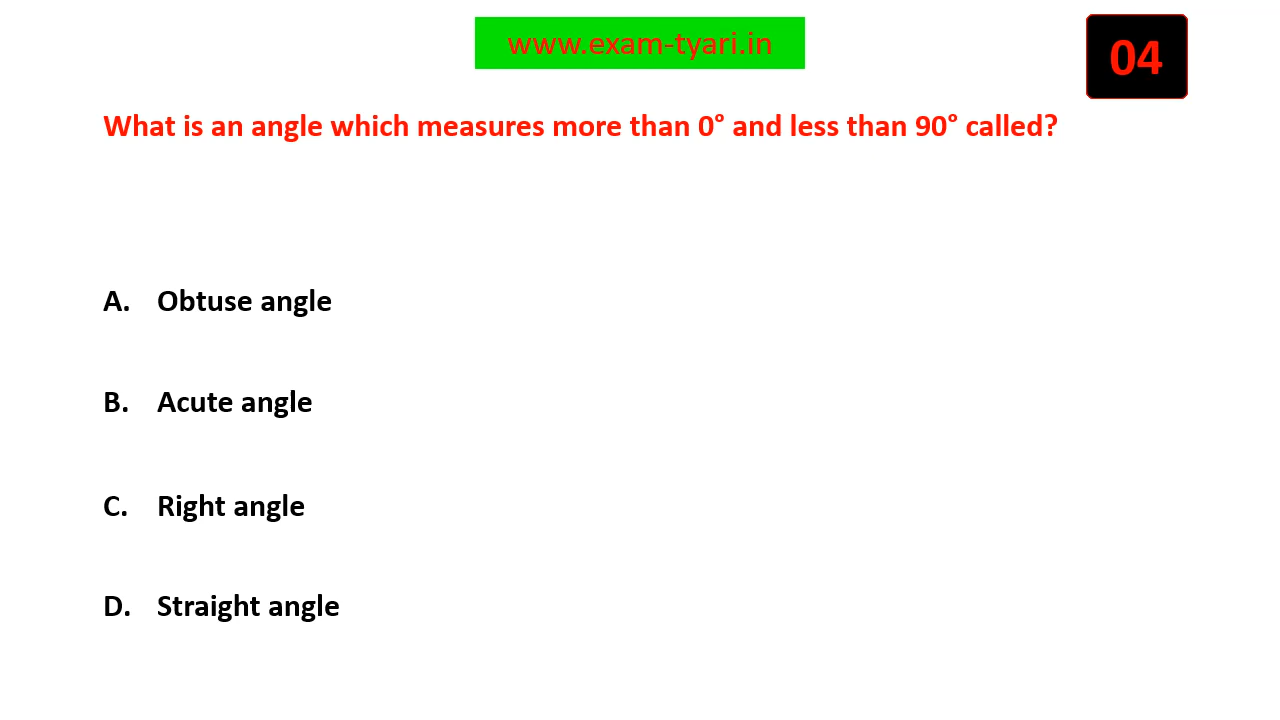 www.exam-tyari.in
04
What is an angle which measures more than 0° and less than 90° called?
A. Obtuse angle
B. Acute angle
C. Right angle
D. Straight angle